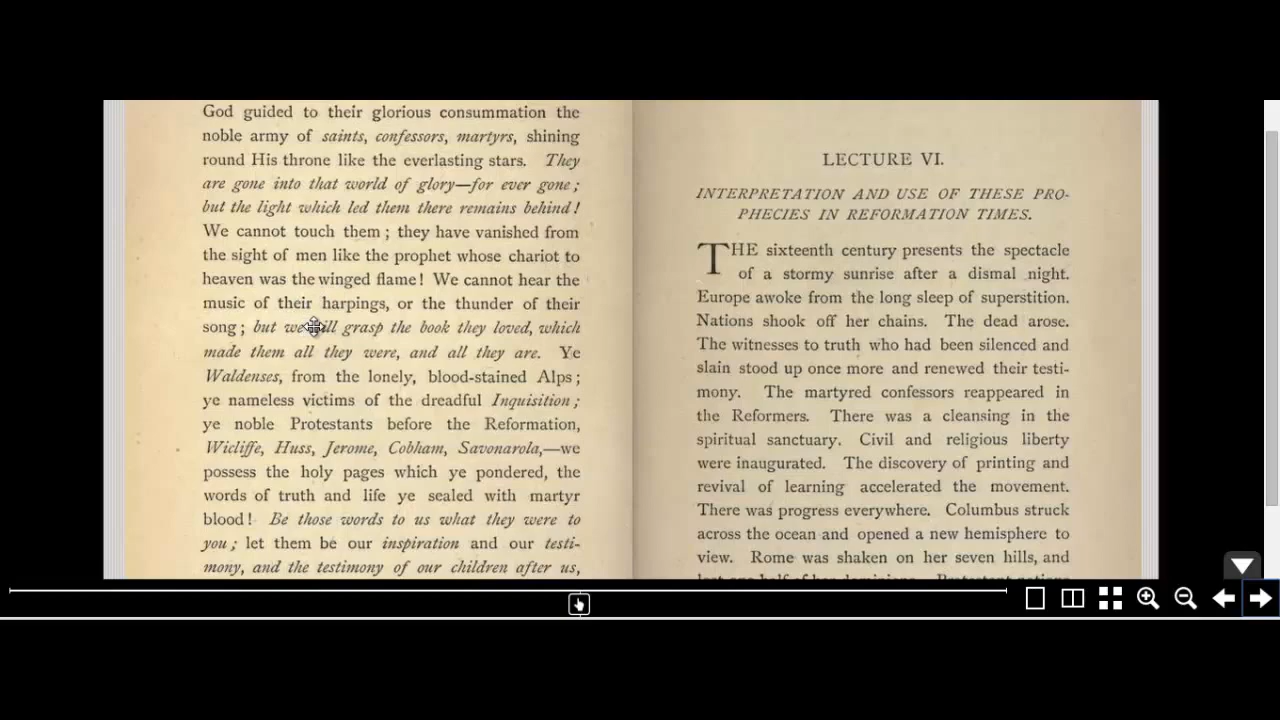 God guided to their glorious consummation the
noble army of saints, confessors, martyrs, shining
round His throne like the everlasting stars. They
are gone into that world of glory—for ever gone;
but the light which led them there remains behind!
We cannot touch them; they have vanished from
the sight of men like the prophet whose chariot to
heaven was the winged flame! We cannot hear the
music of their harpings, or the thunder of their
song; but we grasp the book they loved, which
made them all they were, and all they are. Ye
Waldenses, from the lonely, blood-stained Alps;
ye nameless victims of the dreadful Inquisition;
ye noble Protestants before the Reformation,
Wicliffe, Huss, Jerome, Cobham, Savonarola,—we
possess the holy pages which ye pondered, the
words of truth and life ye sealed with martyr
blood! Be those words to us what they were to
you; let them be our inspiration and our testi-
mony, and the testimony of our children after us,
LECTURE VI.
INTERPRETATION AND USE OF THESE PRO-
PHECIES IN REFORMATION TIMES.
THE sixteenth century presents the spectacle
of a stormy sunrise after a dismal night.
Europe awoke from the long sleep of superstition.
Nations shook off her chains. The dead arose.
The witnesses to truth who had been silenced and
slain stood up once more and renewed their testi-
mony. The martyred confessors reappeared in
the Reformers. There was a cleansing in the
spiritual sanctuary. Civil and religious liberty
were inaugurated. The discovery of printing and
revival of learning accelerated the movement.
There was progress everywhere. Columbus struck
across the ocean and opened a new hemisphere to
view. Rome was shaken on her seven hills, and